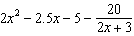 2x² − 2.5x − 5 − 20/(2x + 3)